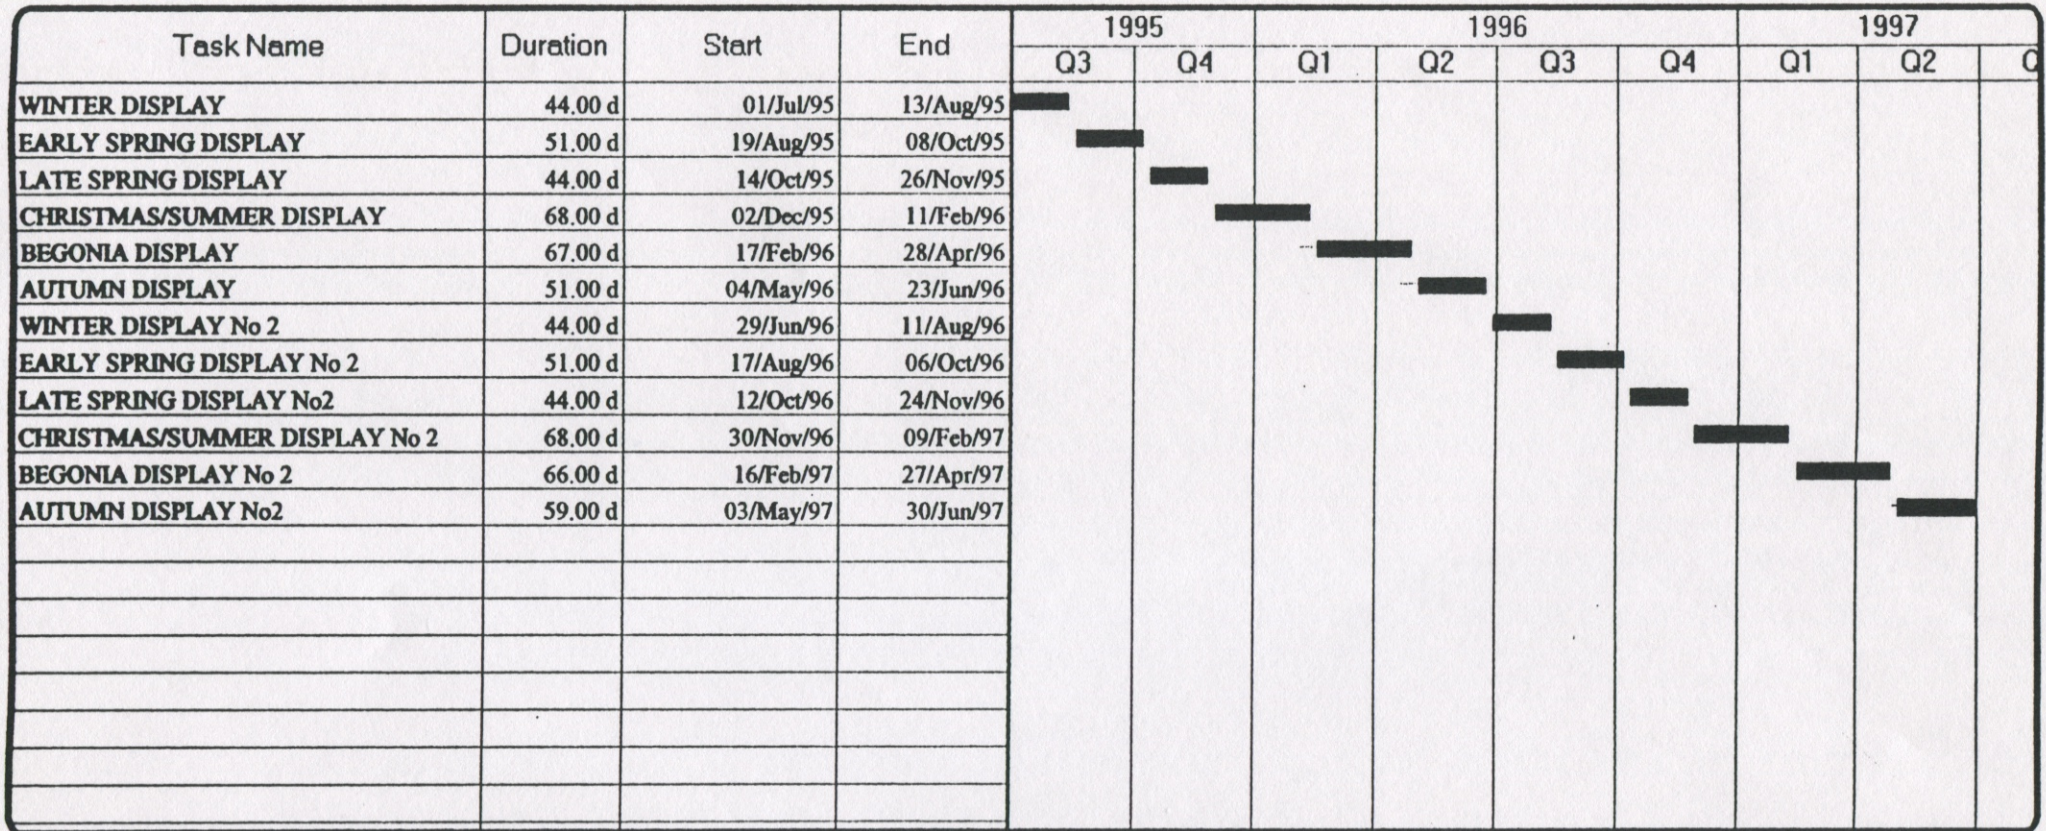 Task Name Duration Start End 1995 1996 1997
Q3 Q4 Q1 Q2 Q3 Q4 Q1 Q2 Q
WINTER DISPLAY 44.00 d 01/Jul/95 13/Aug/95
EARLY SPRING DISPLAY 51.00 d 19/Aug/95 08/Oct/95
LATE SPRING DISPLAY 44.00 d 14/Oct/95 26/Nov/95
CHRISTMAS/SUMMER DISPLAY 68.00 d 02/Dec/95 11/Feb/96
BEGONIA DISPLAY 67.00 d 17/Feb/96 28/Apr/96
AUTUMN DISPLAY 51.00 d 04/May/96 23/Jun/96
WINTER DISPLAY No 2 44.00 d 29/Jun/96 11/Aug/96
EARLY SPRING DISPLAY No 2 51.00 d 17/Aug/96 06/Oct/96
LATE SPRING DISPLAY No2 44.00 d 12/Oct/96 24/Nov/96
CHRISTMAS/SUMMER DISPLAY No 2 68.00 d 30/Nov/96 09/Feb/97
BEGONIA DISPLAY No 2 66.00 d 16/Feb/97 27/Apr/97
AUTUMN DISPLAY No2 59.00 d 03/May/97 30/Jun/97